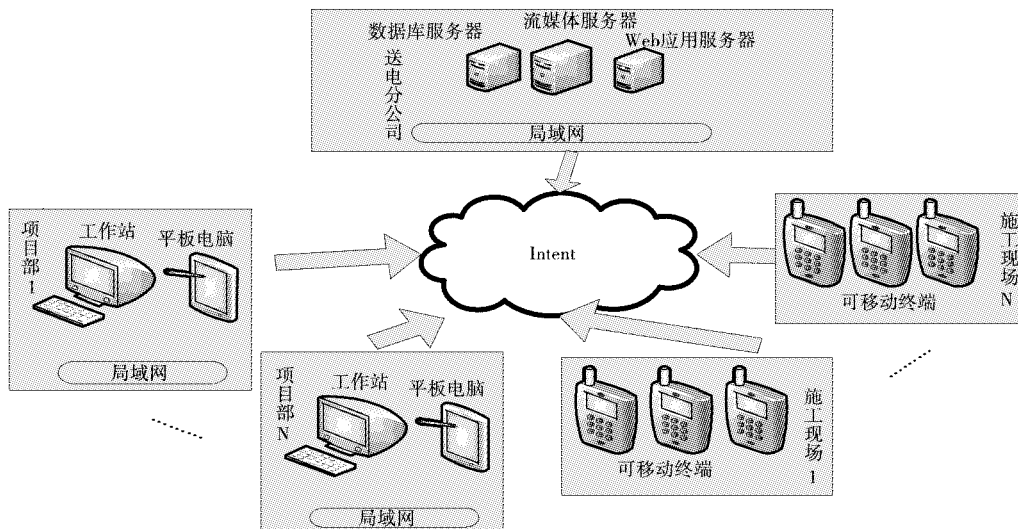 数据库服务器
流媒体服务器
Web应用服务器
送电分公司
局域网
Intent
项目部1
工作站
平板电脑
局域网
项目部N
工作站
平板电脑
局域网
施工现场N
可移动终端
施工现场1
可移动终端